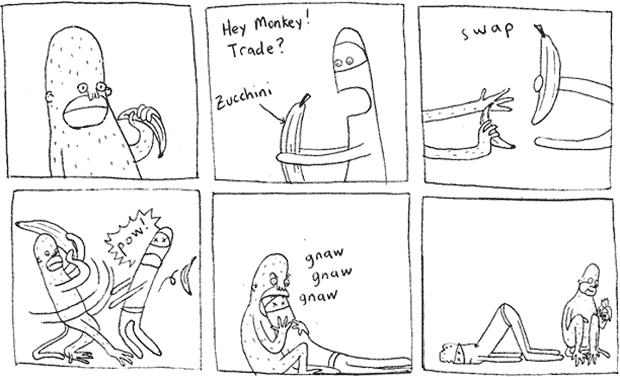 Hey Monkey!
Trade?
Zucchini
swap
pow!
gnaw
gnaw
gnaw